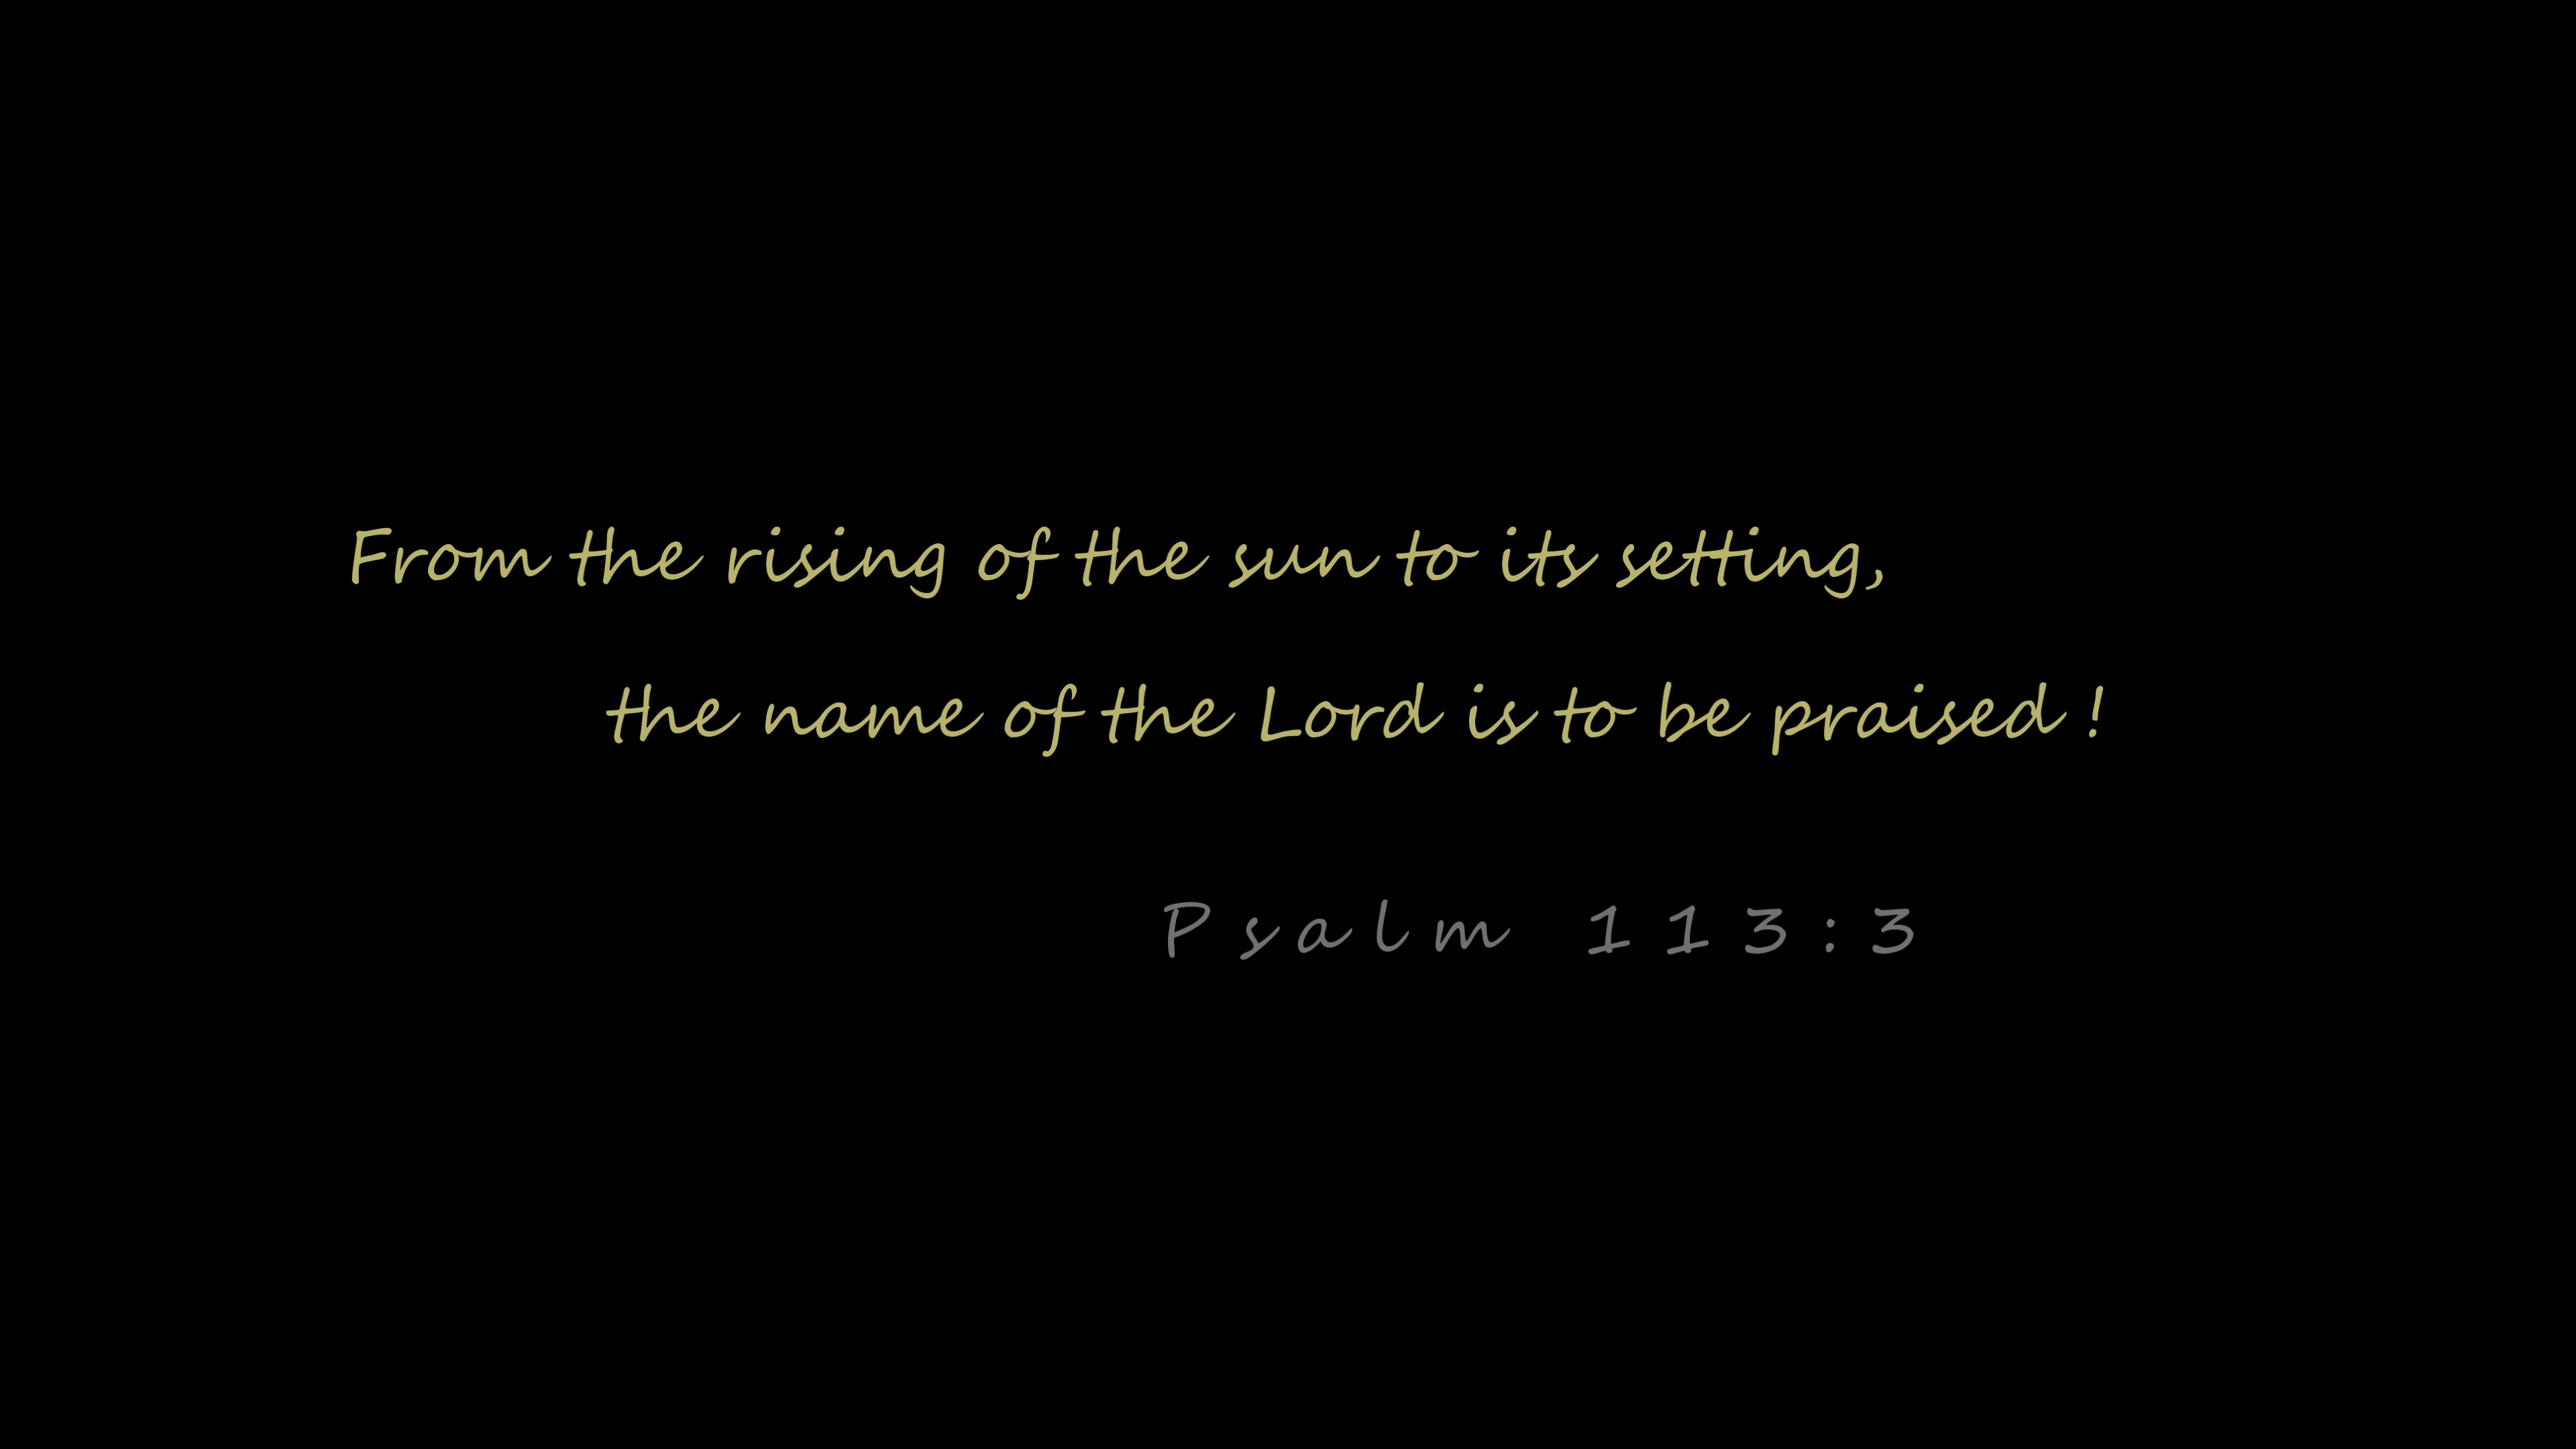 From the rising of the sun to its setting,
the name of the Lord is to be praised !
Psalm 113:3